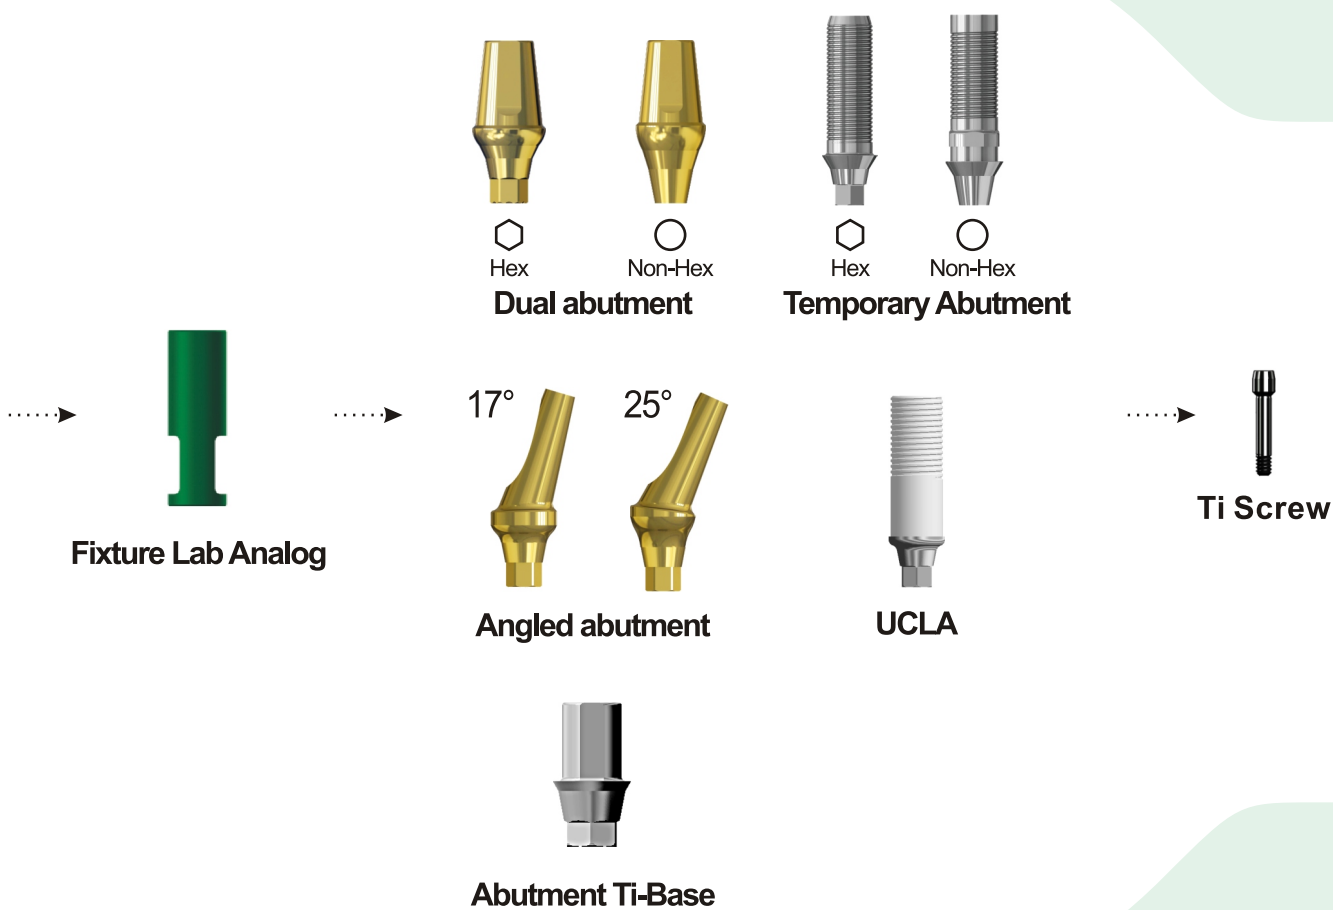 Hex
Non-Hex
Dual abutment
Hex
Non-Hex
Temporary Abutment
Fixture Lab Analog
17°
25°
Angled abutment
UCLA
Ti Screw
Abutment Ti-Base